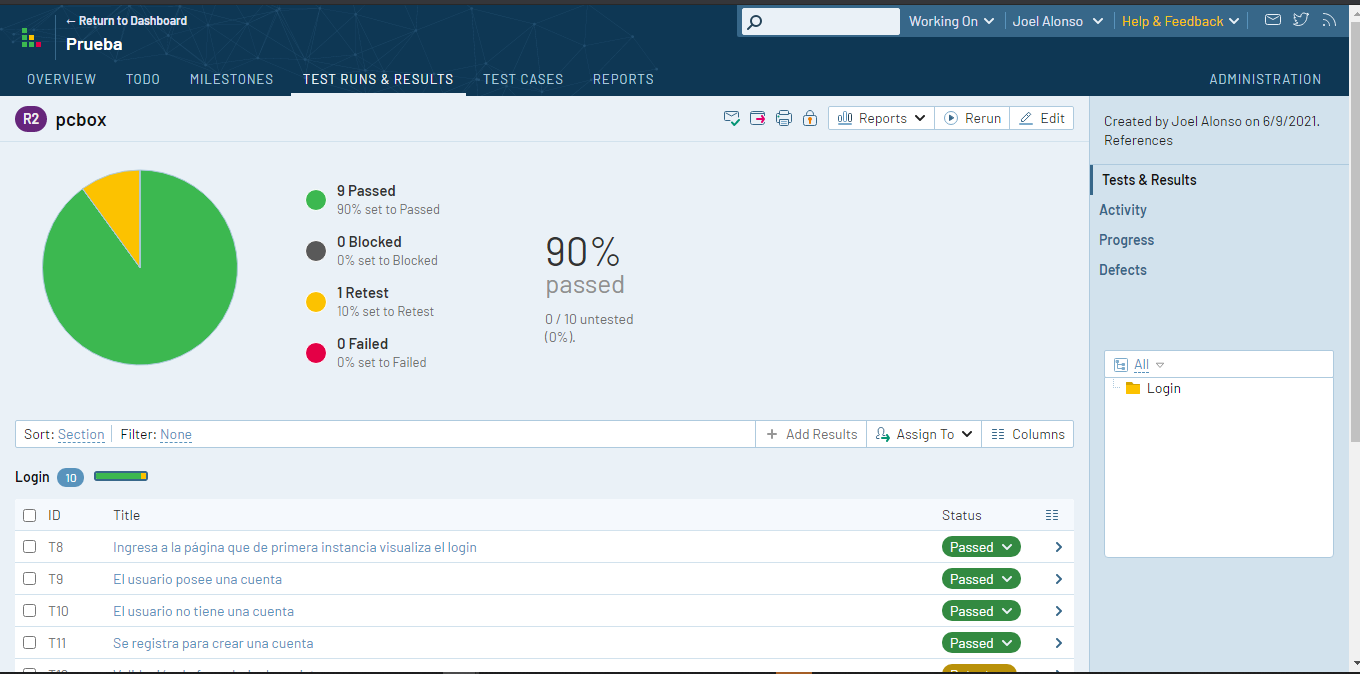 ← Return to Dashboard
Prueba
Working On
Joel Alonso
Help & Feedback
OVERVIEW
TODO
MILESTONES
TEST RUNS & RESULTS
TEST CASES
REPORTS
ADMINISTRATION
R2
pcbox
Reports
Rerun
Edit
Created by Joel Alonso on 6/9/2021.
References
Tests & Results
Activity
Progress
Defects
9 Passed
90% set to Passed
0 Blocked
0% set to Blocked
1 Retest
10% set to Retest
0 Failed
0% set to Failed
90%
passed
0 / 10 untested
(0%).
All
Login
Sort: Section
Filter: None
+ Add Results
Assign To
Columns
Login 10
ID Title Status
T8 Ingresa a la página que de primera instancia visualiza el login Passed
T9 El usuario posee una cuenta Passed
T10 El usuario no tiene una cuenta Passed
T11 Se registra para crear una cuenta Passed